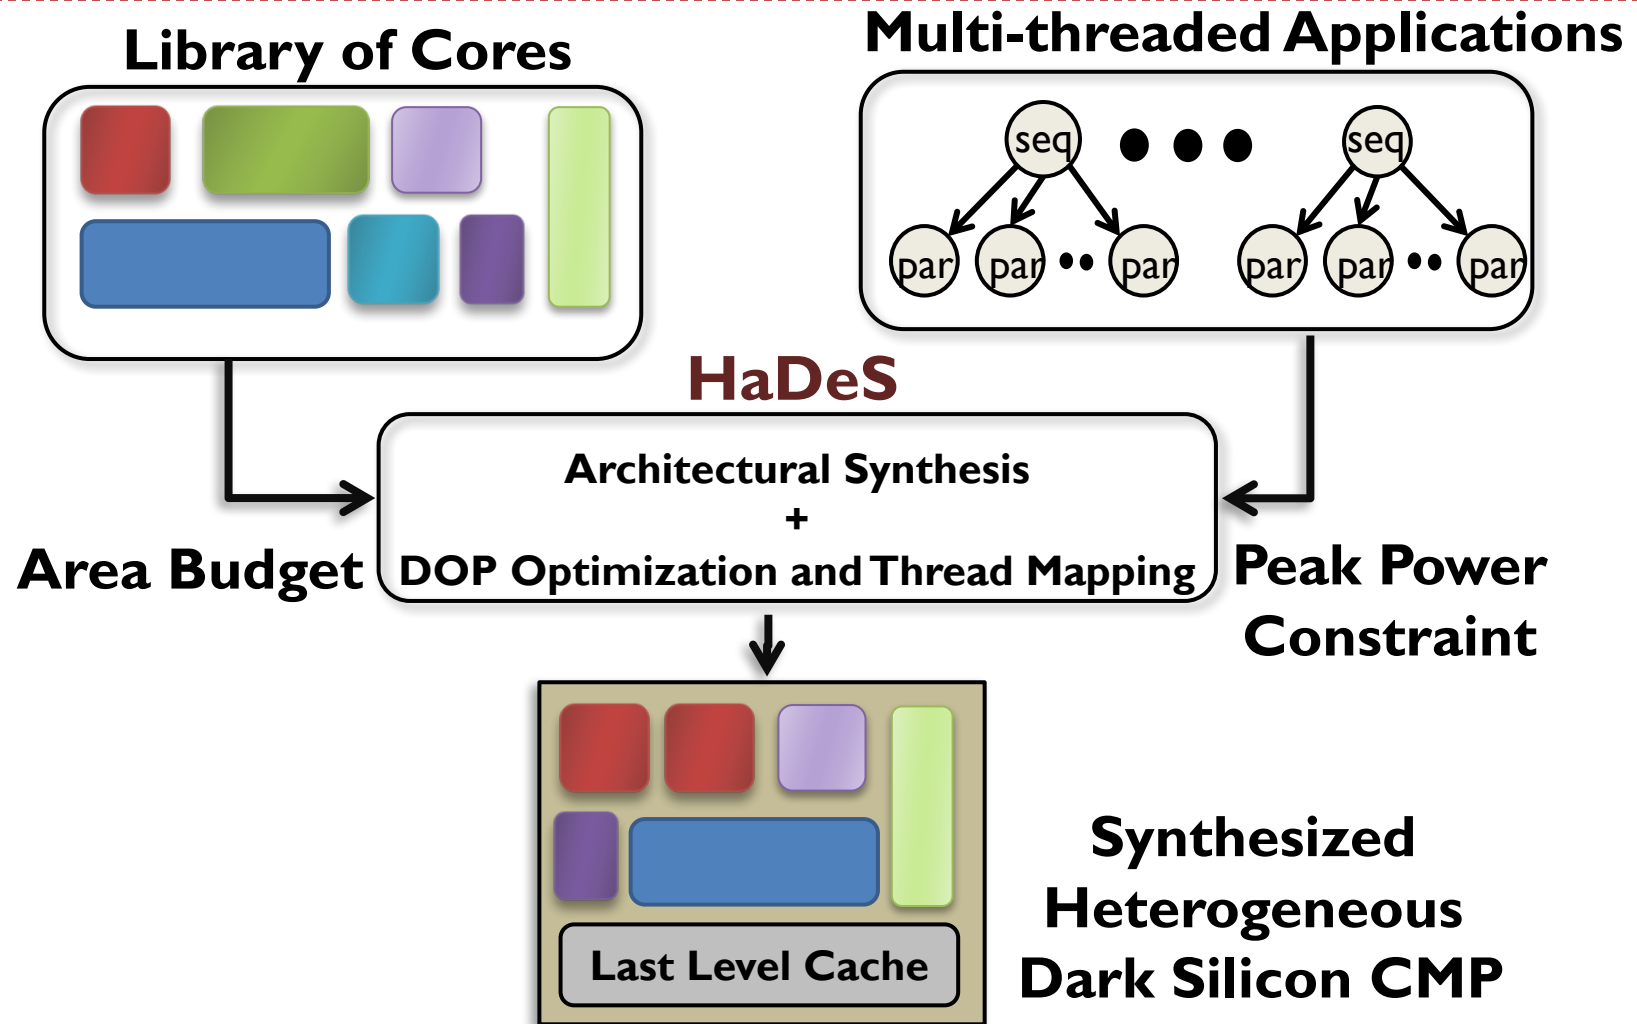 Library of Cores
Multi-threaded Applications
seq
seq
par
par
par
par
par
par
HaDeS
Architectural Synthesis
+
DOP Optimization and Thread Mapping
Area Budget
Peak Power
Constraint
Synthesized
Heterogeneous
Dark Silicon CMP
Last Level Cache